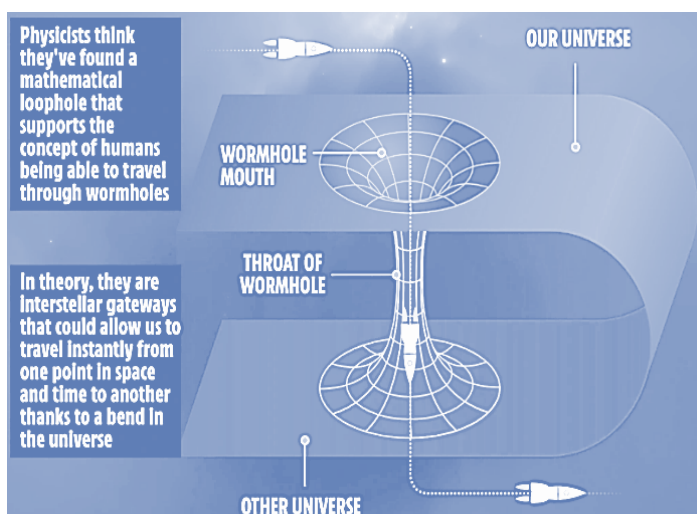 Physicists think
they've found a
mathematical
loophole that
supports the
concept of humans
being able to travel
through wormholes
OUR UNIVERSE
WORMHOLE
MOUTH
THROAT OF
WORMHOLE
In theory, they are
interstellar gateways
that could allow us to
travel instantly from
one point in space
and time to another
thanks to a bend in
the universe
OTHER UNIVERSE